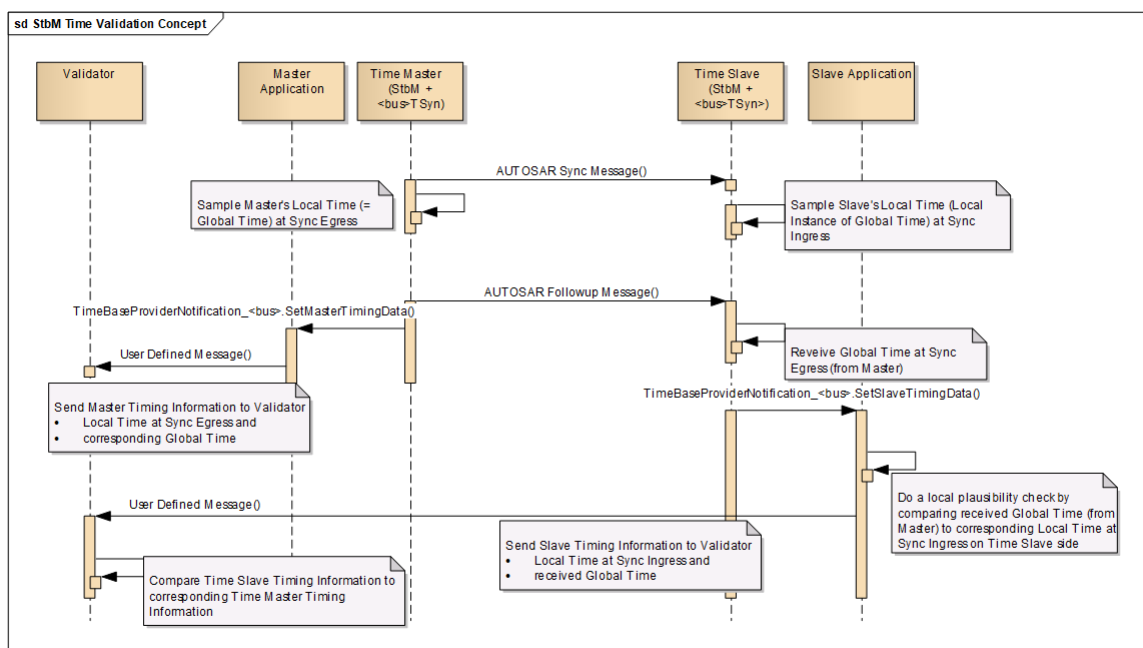 sd StbM Time Validation Concept
Validator
Master
Application
Time Master
(StbM +
<bus>TSyn)
Time Slave
(StbM +
<bus>TSyn>)
Slave Application
AUTOSAR Sync Message()
Sample Master's Local Time (=
Global Time) at Sync Egress
Sample Slave's Local Time (Local
Instance of Global Time) at Sync
Ingress
AUTOSAR Followup Message()
TimeBaseProviderNotification_<bus>.SetMasterTimingData()
User Defined Message()
Reveive Global Time at Sync
Egress (from Master)
Send Master Timing Information to Validator
• Local Time at Sync Egress and
• corresponding Global Time
TimeBaseProviderNotification_<bus>.SetSlaveTimingData()
Do a local plausibility check by
comparing received Global Time (from
Master) to corresponding Local Time at
Sync Ingress on Time Slave side
User Defined Message()
Send Slave Timing Information to Validator
• Local Time at Sync Ingress and
• received Global Time
Compare Time Slave Timing Information to
corresponding Time Master Timing
Information